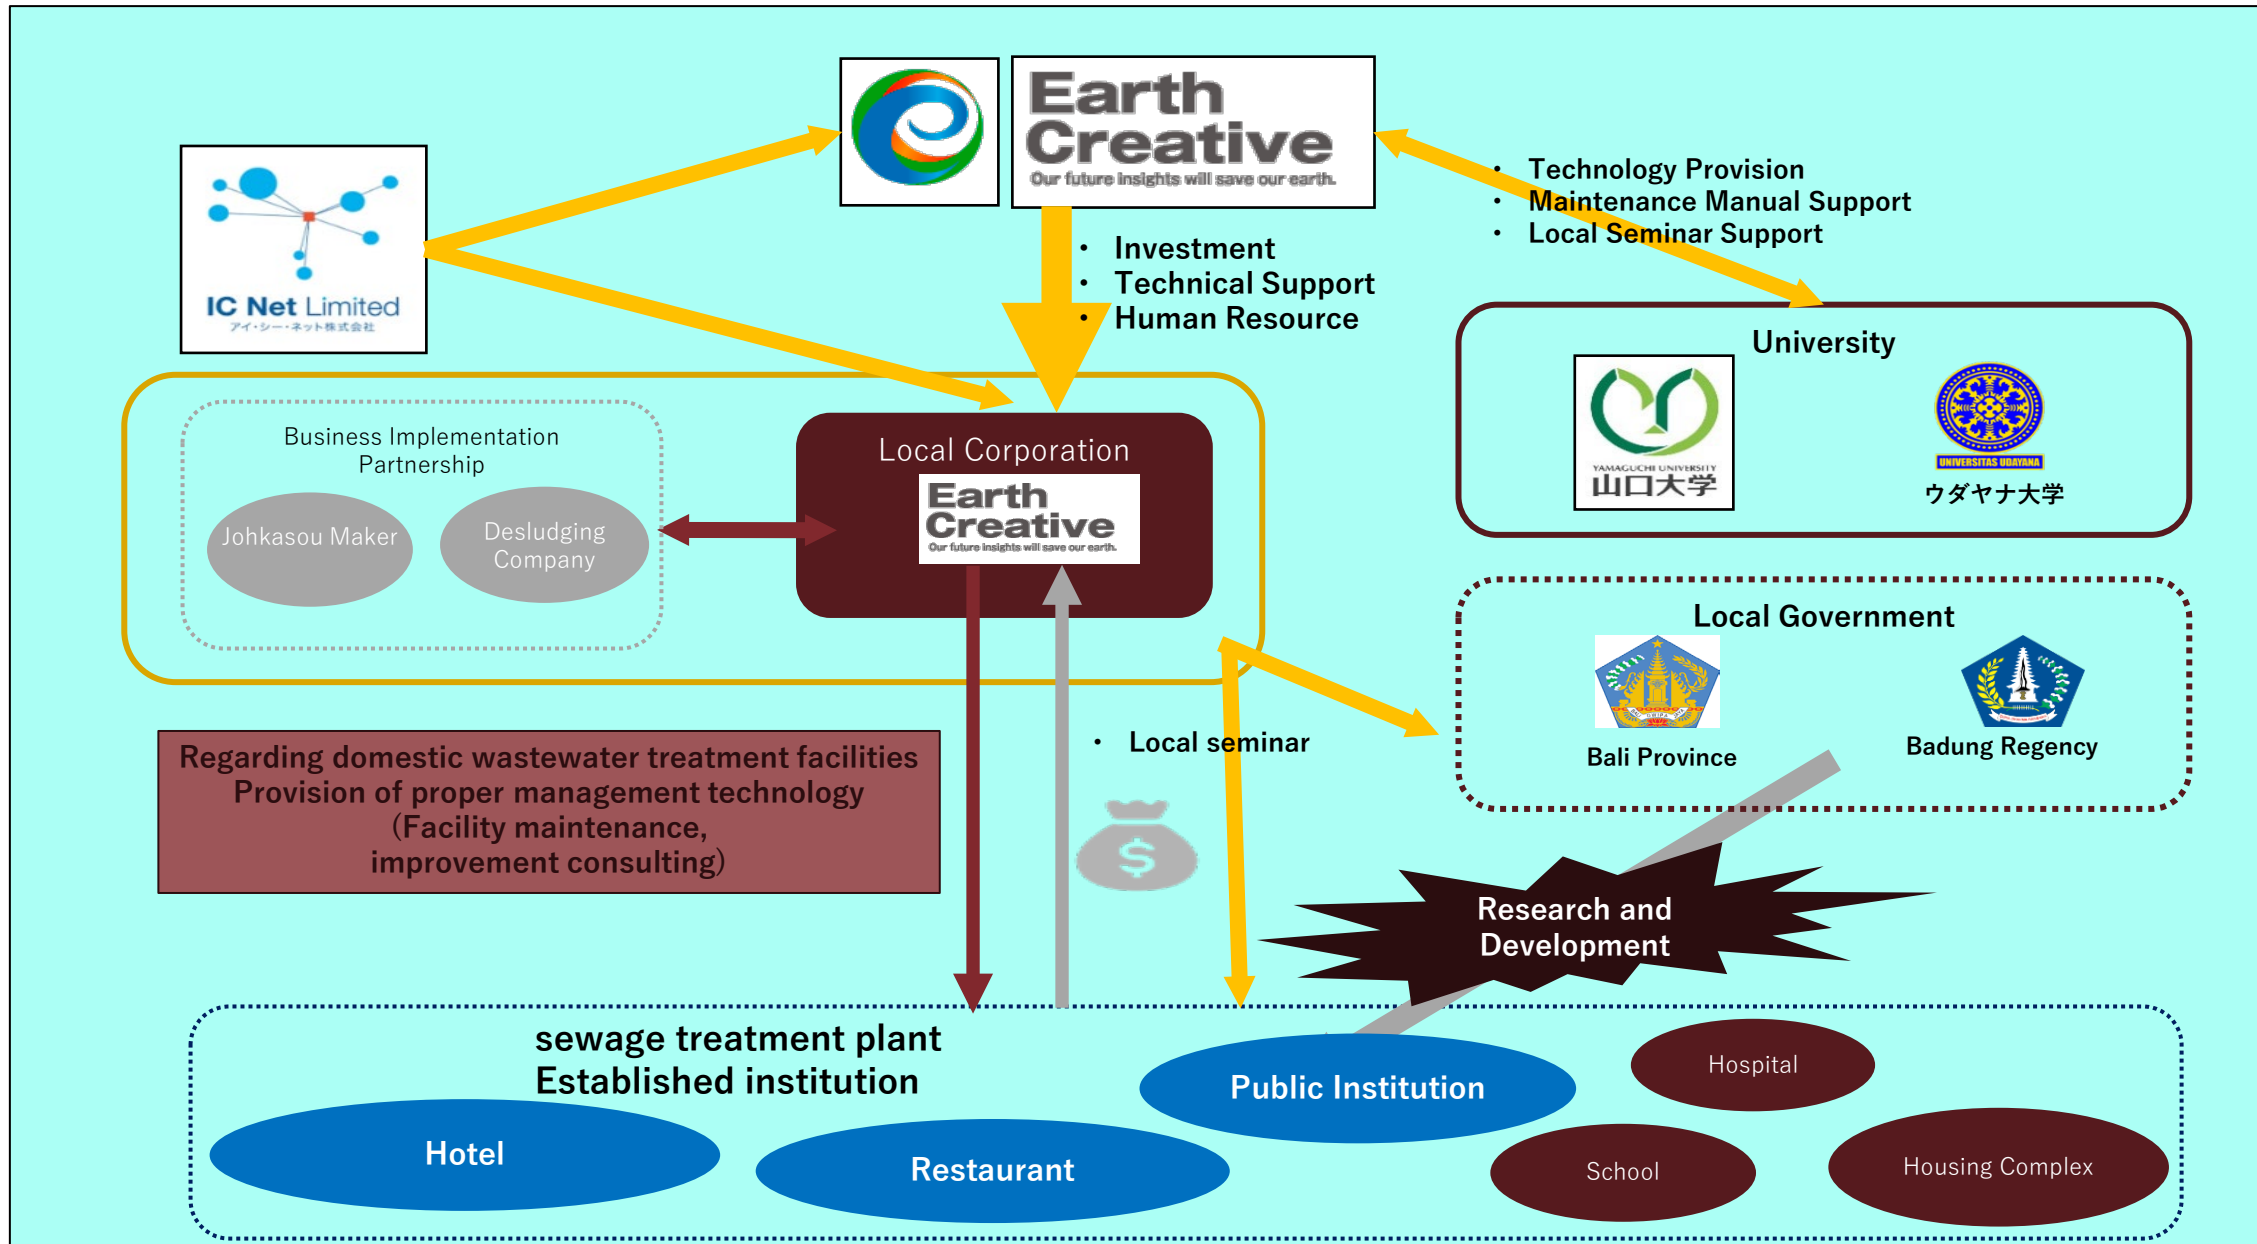 Earth
Creative
Our future insights will save our earth.
IC Net Limited
アイ・シー・ネット株式会社
・ Technology Provision
・ Maintenance Manual Support
・ Local Seminar Support
・ Investment
・ Technical Support
・ Human Resource
University
YAMAGUCHI UNIVERSITY
山口大学
UNIVERSITAS UDAYANA
ウダヤナ大学
Business Implementation
Partnership
Johkasou Maker
Desludging
Company
Local Corporation
Earth
Creative
Our future insights will save our earth.
Local Government
Bali Province
Badung Regency
Regarding domestic wastewater treatment facilities
Provision of proper management technology
(Facility maintenance,
improvement consulting)
・ Local seminar
$
Research and
Development
sewage treatment plant
Established institution
Hotel
Restaurant
Public Institution
Hospital
School
Housing Complex